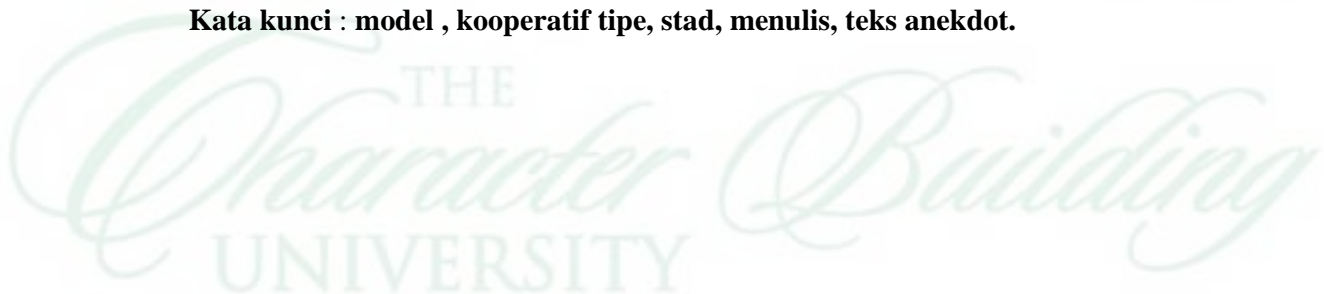 Kata kunci : model , kooperatif tipe, stad, menulis, teks anekdot.
THE
Character Building
UNIVERSITY